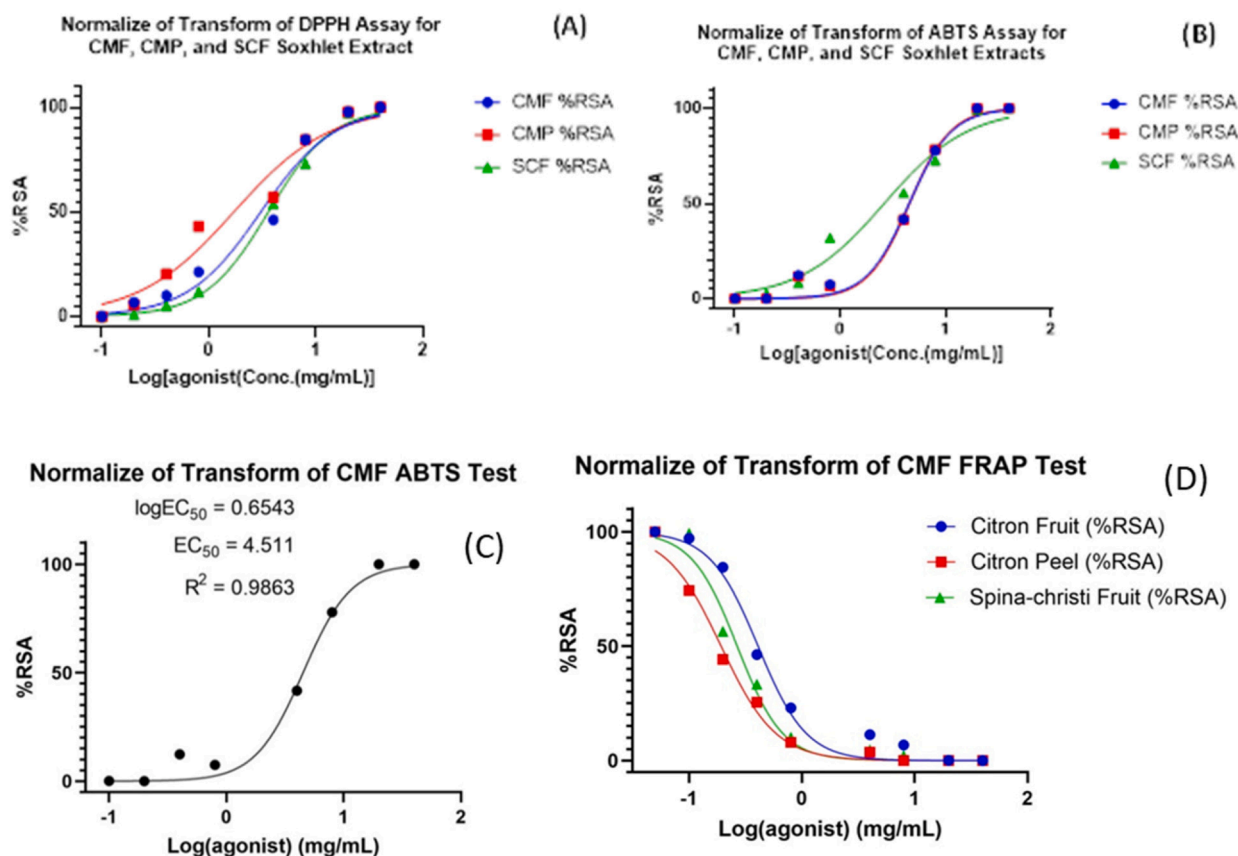 Normalize of Transform of DPPH Assay for
CMF, CMP, and SCF Soxhlet Extract
(A)
100
50
0
%RSA
-1 0 1 2
Log[agonist(Conc.(mg/mL)]
CMF %RSA
CMP %RSA
SCF %RSA
Normalize of Transform of ABTS Assay for
CMF, CMP, and SCF Soxhlet Extracts
(B)
100
50
0
%RSA
-1 0 1 2
Log[agonist(Conc.(mg/mL)]
CMF %RSA
CMP %RSA
SCF %RSA
Normalize of Transform of CMF ABTS Test
logEC50 = 0.6543
EC50 = 4.511
R2 = 0.9863
(C)
100
50
0
%RSA
-1 0 1 2
Log(agonist) (mg/mL)
Normalize of Transform of CMF FRAP Test
(D)
100
50
0
%RSA
-1 0 1 2
Log(agonist) (mg/mL)
Citron Fruit (%RSA)
Citron Peel (%RSA)
Spina-christi Fruit (%RSA)